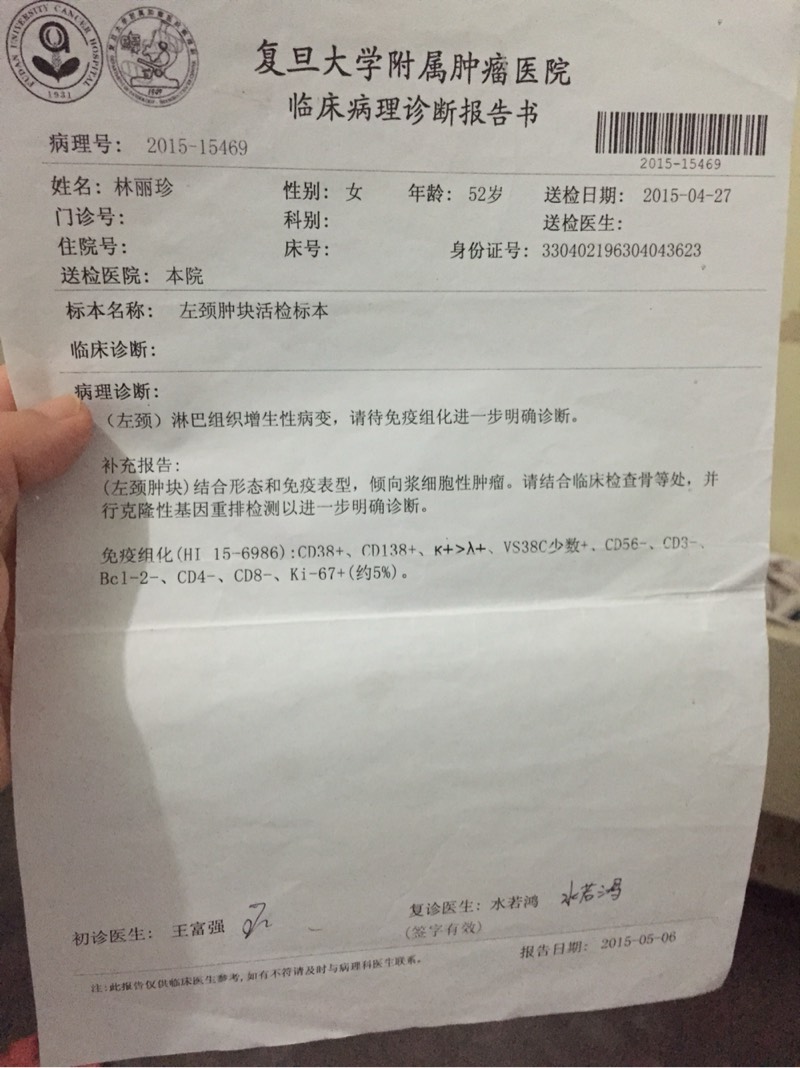 FUDAN UNIVERSITY CANCER HOSPITAL
1931
复旦大学附属肿瘤医院
临床病理诊断报告书
病理号: 2015-15469
2015-15469
姓名: 林丽珍 性别: 女 年龄: 52岁 送检日期: 2015-04-27
门诊号: 科别: 送检医生:
住院号: 床号: 身份证号: 330402196304043623
送检医院: 本院
标本名称: 左颈肿块活检标本
临床诊断:
病理诊断:
(左颈)淋巴组织增生性病变，请待免疫组化进一步明确诊断。
补充报告:
(左颈肿块)结合形态和免疫表型，倾向浆细胞性肿瘤。请结合临床检查骨等处，并
行克隆性基因重排检测以进一步明确诊断。
免疫组化(HI 15-6986):CD38+、CD138+、κ+>λ+、VS38C少数+、CD56-、CD3-、
Bcl-2-、CD4-、CD8-、Ki-67+(约5%)。
初诊医生: 王富强
复诊医生: 水若鸿 水若鸿
(签字有效)
报告日期: 2015-05-06
注:此报告仅供临床医生参考,如有不符请及时与病理科医生联系。